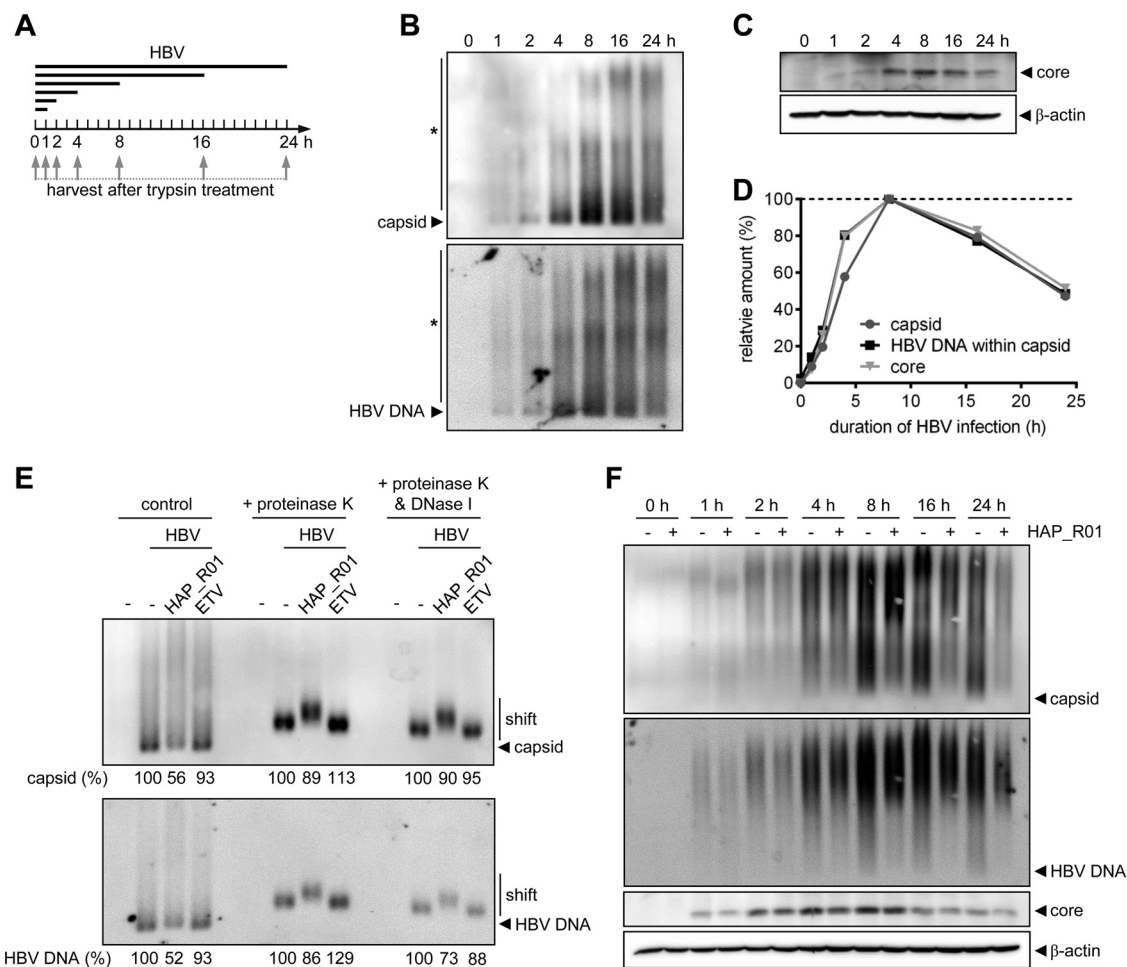 A
HBV
0 1 2 4 8 16 24 h
harvest after trypsin treatment
B
0 1 2 4 8 16 24 h
*
capsid
*
HBV DNA
C
0 1 2 4 8 16 24 h
core
β-actin
D
relatvie amount (%)
100
80
60
40
20
0
0 5 10 15 20 25
duration of HBV infection (h)
capsid
HBV DNA within capsid
core
E
control
+ proteinase K
+ proteinase K
& DNase I
HBV HBV HBV
- - HAP_R01 ETV - - HAP_R01 ETV - - HAP_R01 ETV
shift
capsid
capsid (%) 100 56 93 100 89 113 100 90 95
shift
HBV DNA
HBV DNA (%) 100 52 93 100 86 129 100 73 88
F
0 h 1 h 2 h 4 h 8 h 16 h 24 h
- + - + - + - + - + - + - + HAP_R01
capsid
HBV DNA
core
β-actin